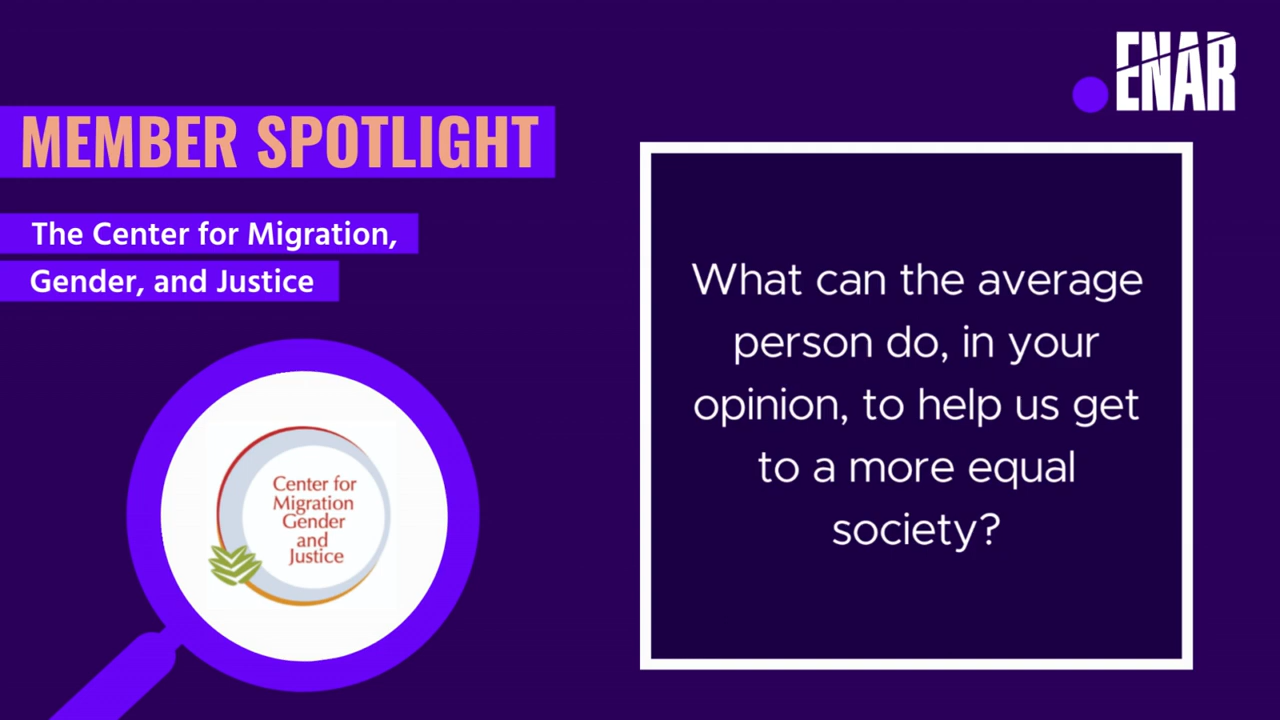 ENAR
MEMBER SPOTLIGHT
The Center for Migration,
Gender, and Justice
Center for
Migration
Gender
and
Justice
What can the average
person do, in your
opinion, to help us get
to a more equal
society?